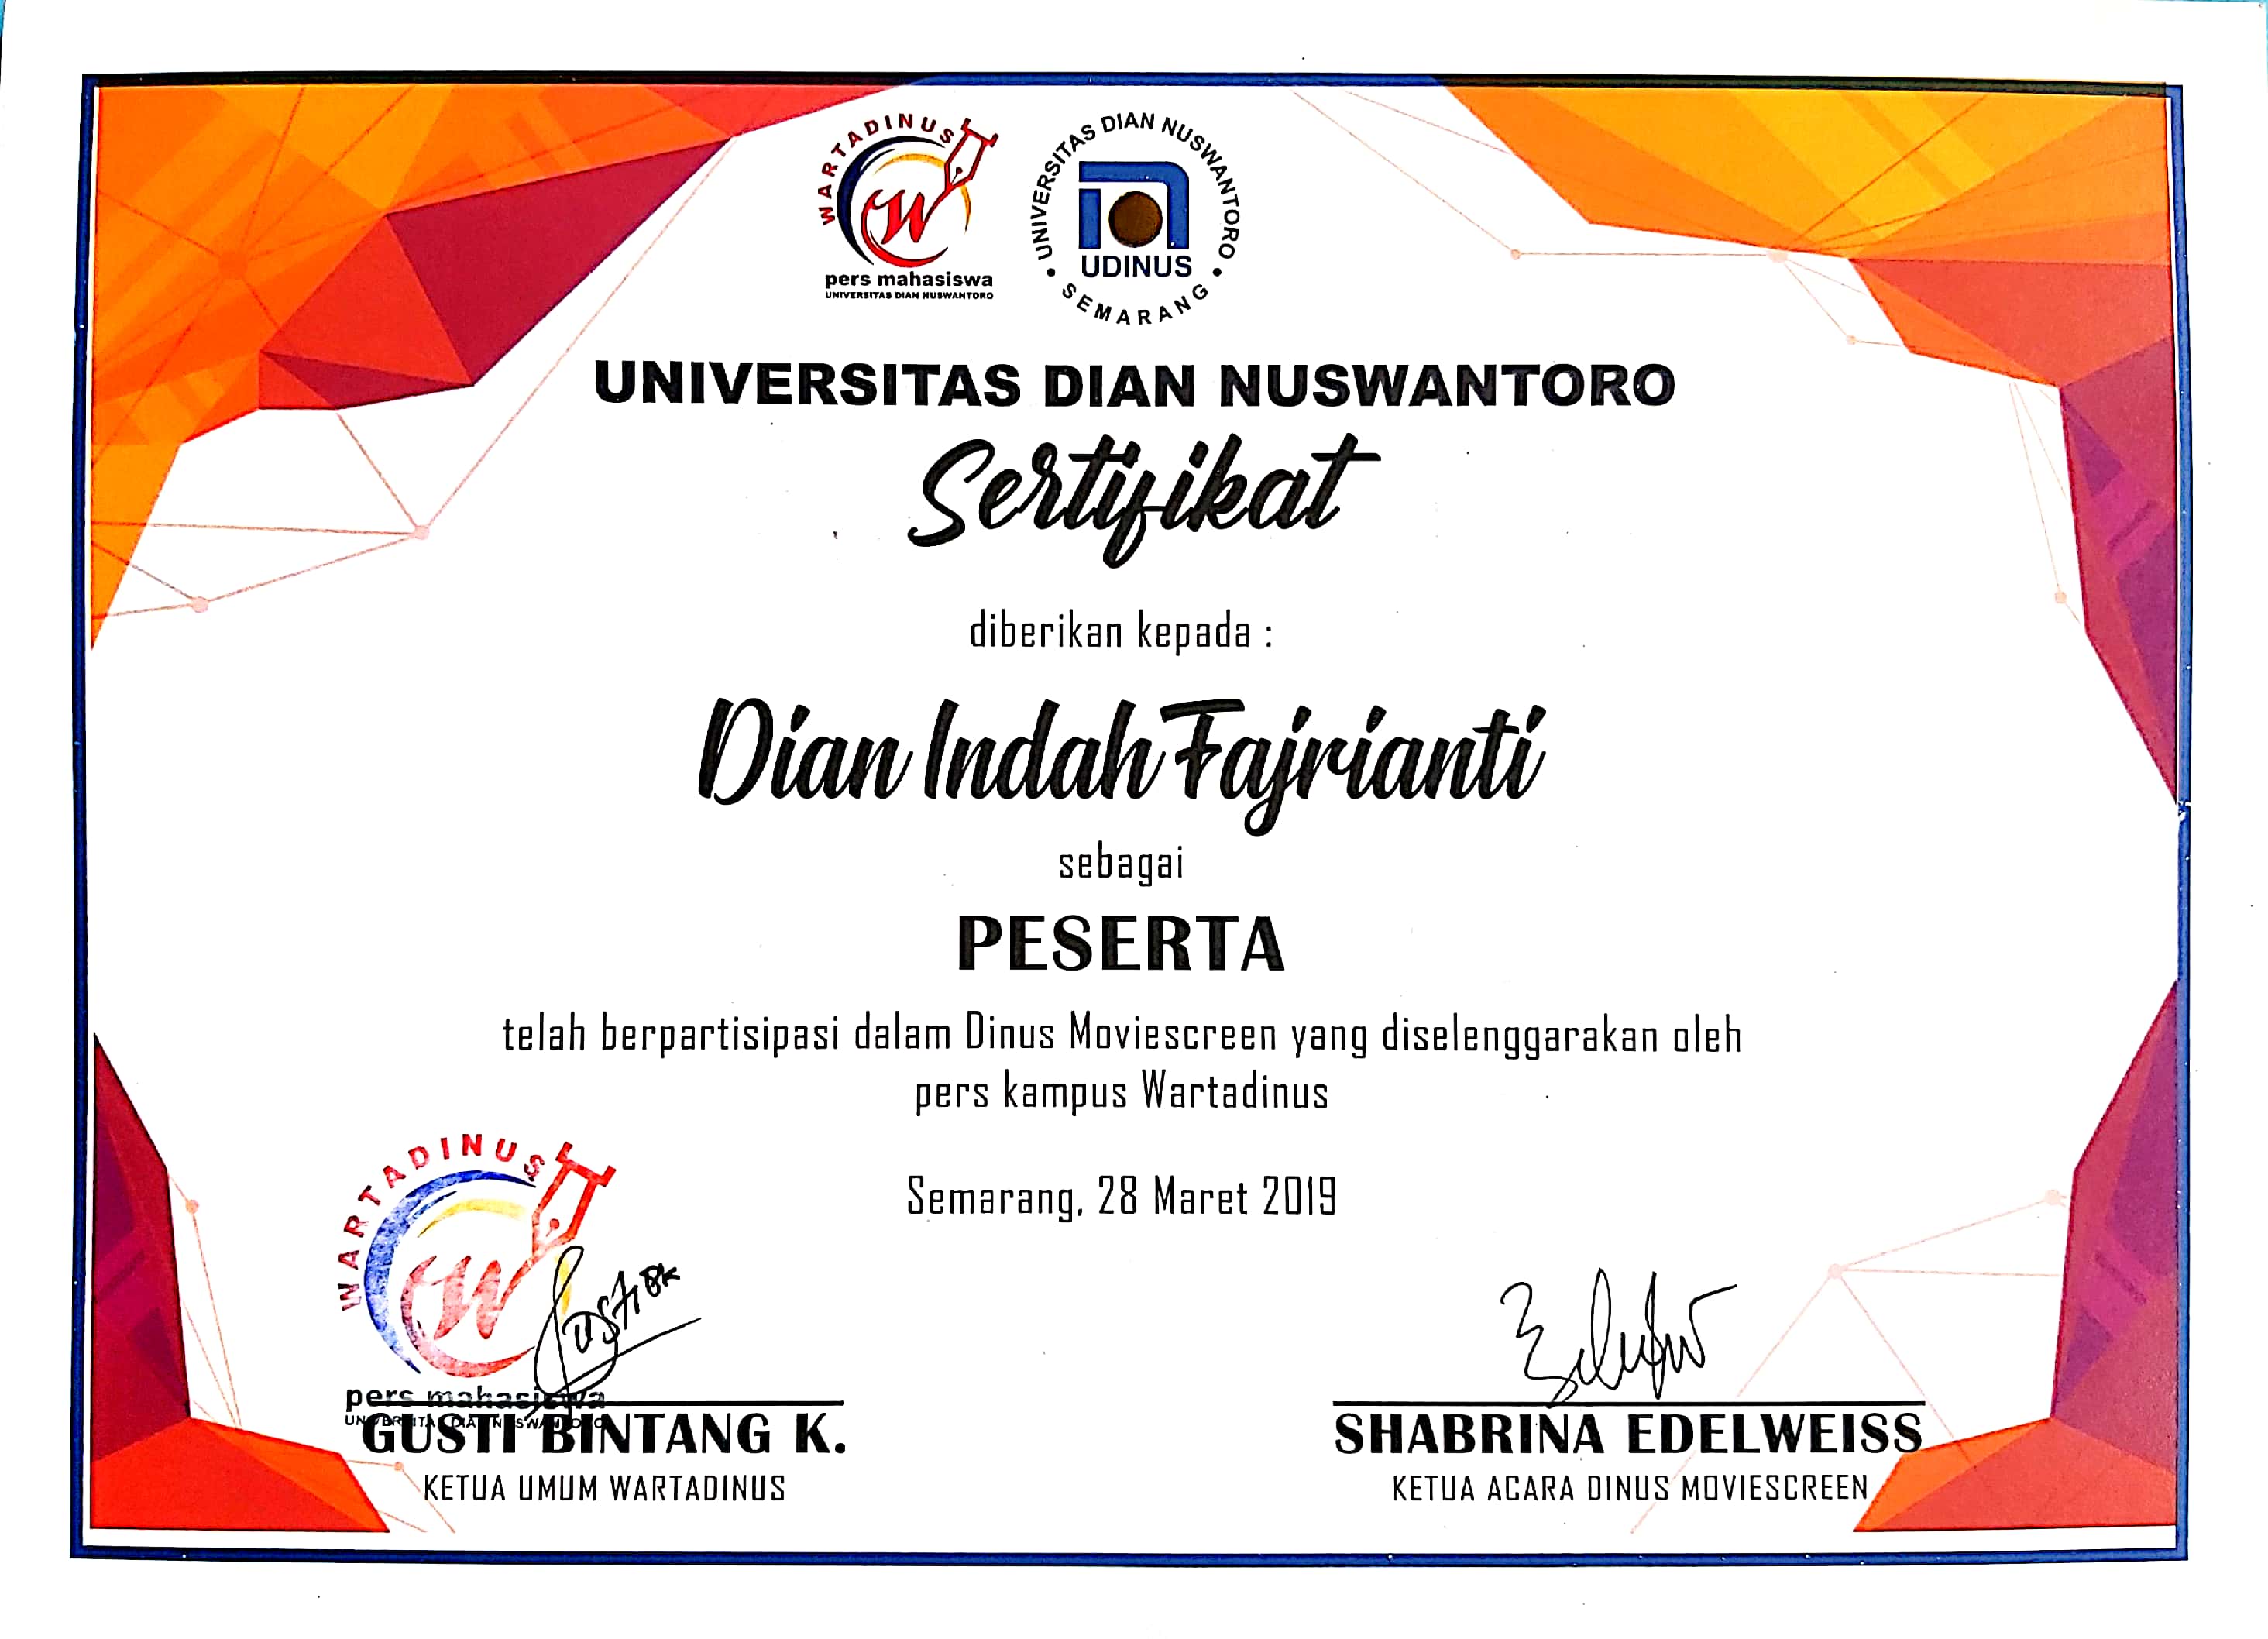 WARTADINUS
pers mahasiswa
UNIVERSITAS DIAN NUSWANTORO
UNIVERSITAS DIAN NUSWANTORO
UDINUS
SEMARANG
UNIVERSITAS DIAN NUSWANTORO
Sertifikat
diberikan kepada :
Dian Indah Fajrianti
sebagai
PESERTA
telah berpartisipasi dalam Dinus Moviescreen yang diselenggarakan oleh
pers kampus Wartadinus
Semarang, 28 Maret 2019
WARTADINUS
pers mahasiswa
UNIVERSITAS DIAN NUSWANTORO
GUSTI BINTANG K.
KETUA UMUM WARTADINUS
SHABRINA EDELWEISS
KETUA ACARA DINUS MOVIESCREEN